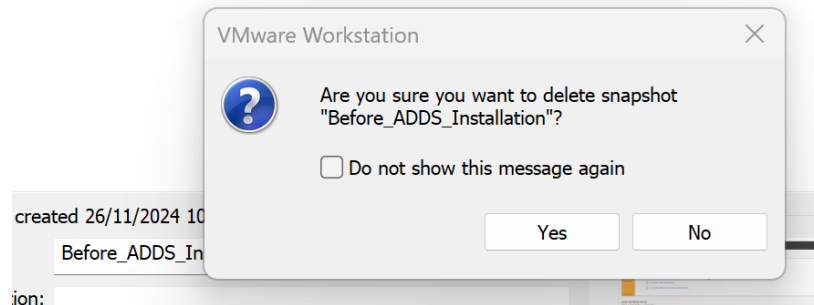 VMware Workstation
Are you sure you want to delete snapshot
"Before_ADDS_Installation"?
Do not show this message again
Yes No
created 26/11/2024 10
Before_ADDS_In
tion: